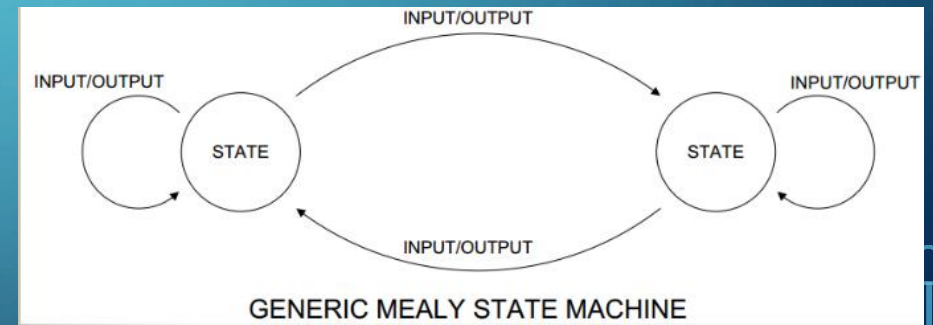 INPUT/OUTPUT
INPUT/OUTPUT
INPUT/OUTPUT
STATE
STATE
INPUT/OUTPUT
GENERIC MEALY STATE MACHINE